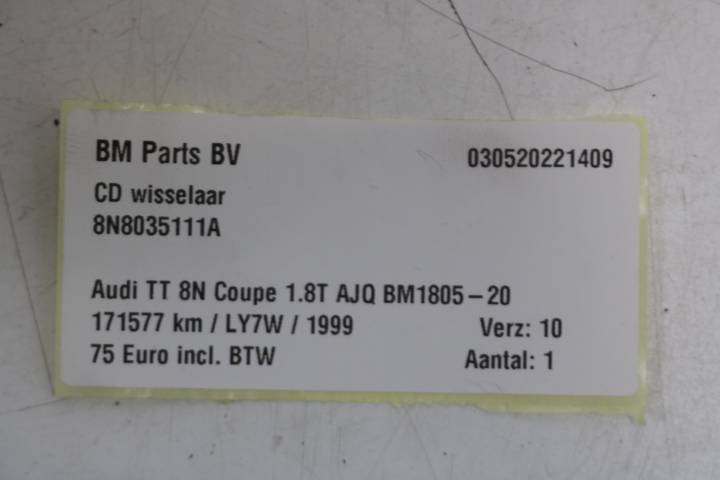 BM Parts BV 030520221409
CD wisselaar
8N8035111A
Audi TT 8N Coupe 1.8T AJQ BM1805-20
171577 km / LY7W / 1999 Verz: 10
75 Euro incl. BTW Aantal: 1